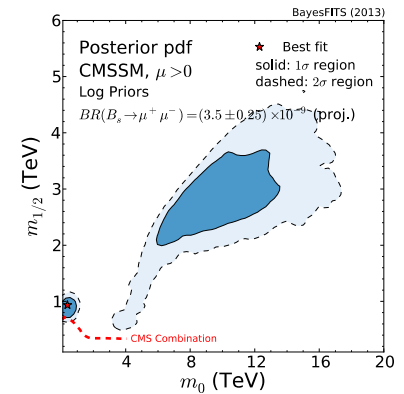 BayesFITS (2013)
Posterior pdf
CMSSM, μ>0
Log Priors
BR(B_s→μ⁺μ⁻)=(3.5±0.25)×10⁻⁹ (proj.)
Best fit
solid: 1σ region
dashed: 2σ region
6
5
4
3
2
1
m_{1/2} (TeV)
CMS Combination
4
8
12
16
20
m_0 (TeV)